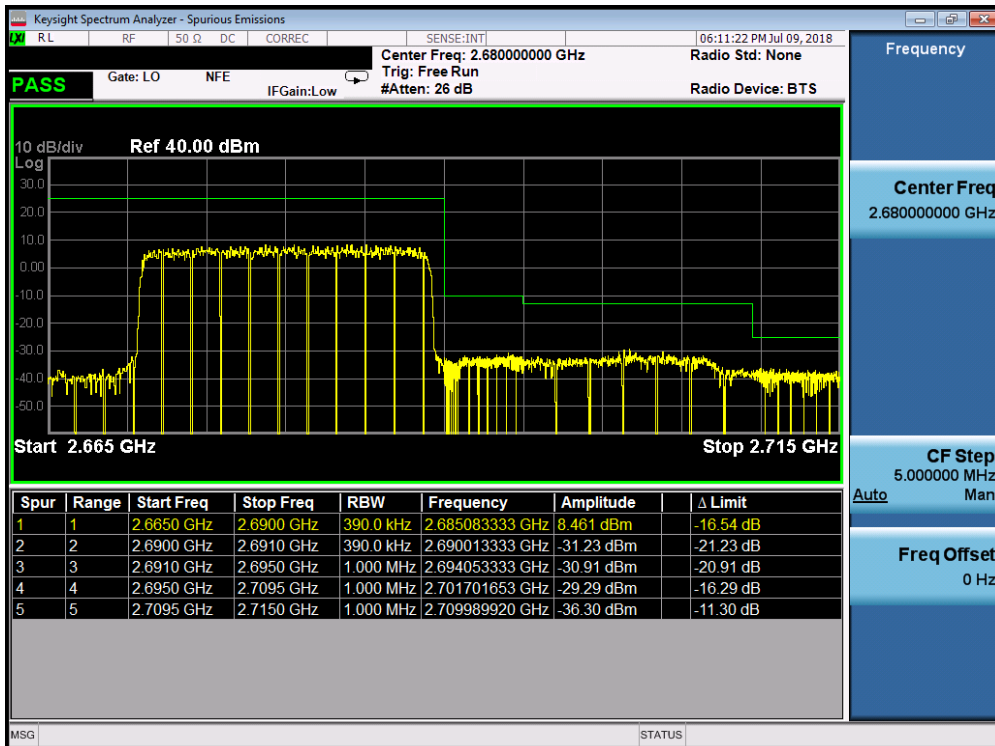 Keysight Spectrum Analyzer - Spurious Emissions
LXI RL RF 50 Ω DC CORREC SENSE:INT 06:11:22 PM Jul 09, 2018
Center Freq: 2.680000000 GHz Radio Std: None
PASS Gate: LO NFE Trig: Free Run
IFGain:Low #Atten: 26 dB Radio Device: BTS
10 dB/div Ref 40.00 dBm
Log
30.0
20.0
10.0
0.00
-10.0
-20.0
-30.0
-40.0
-50.0
Start 2.665 GHz Stop 2.715 GHz
Spur Range Start Freq Stop Freq RBW Frequency Amplitude Δ Limit
1 1 2.6650 GHz 2.6900 GHz 390.0 kHz 2.685083333 GHz 8.461 dBm -16.54 dB
2 2 2.6900 GHz 2.6910 GHz 390.0 kHz 2.690013333 GHz -31.23 dBm -21.23 dB
3 3 2.6910 GHz 2.6950 GHz 1.000 MHz 2.694053333 GHz -30.91 dBm -20.91 dB
4 4 2.6950 GHz 2.7095 GHz 1.000 MHz 2.701701653 GHz -29.29 dBm -16.29 dB
5 5 2.7095 GHz 2.7150 GHz 1.000 MHz 2.709989920 GHz -36.30 dBm -11.30 dB
MSG STATUS
Frequency
Center Freq
2.680000000 GHz
CF Step
5.000000 MHz
Auto Man
Freq Offset
0 Hz